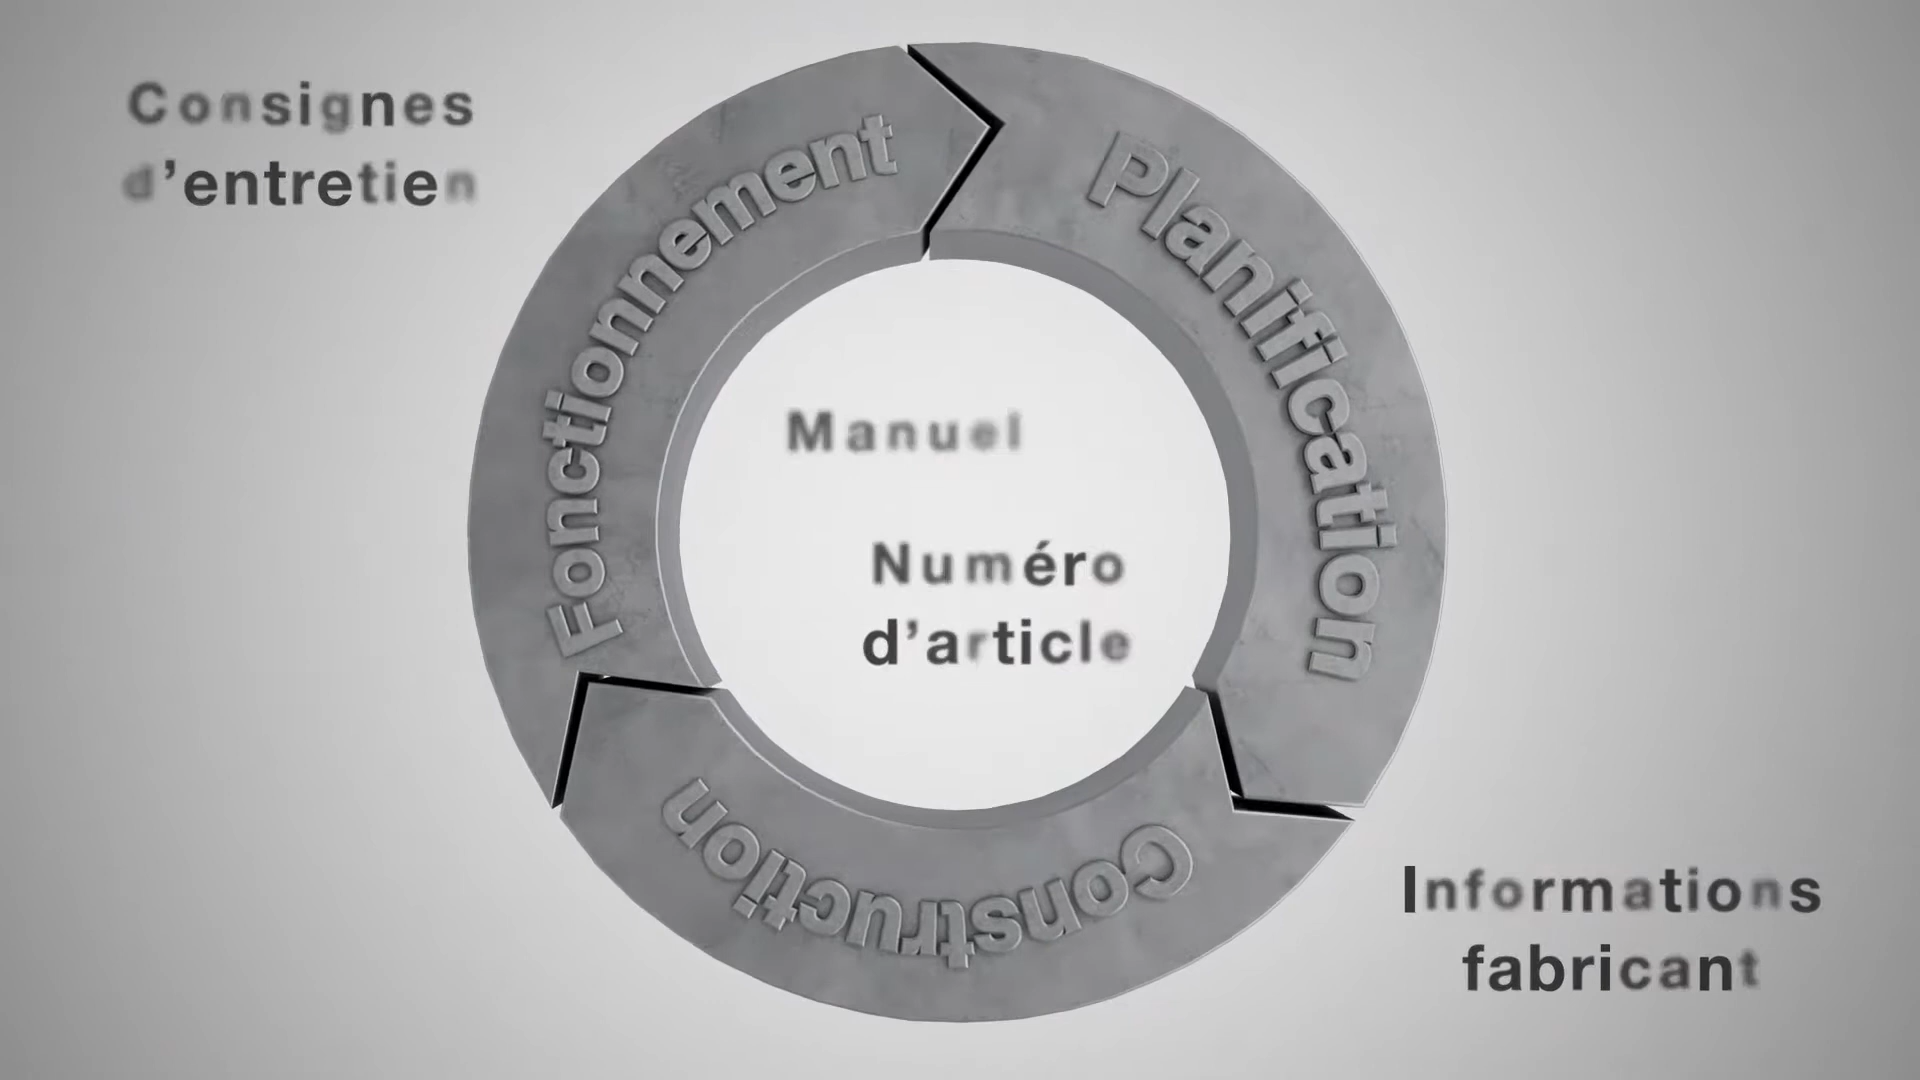 Consignes
d’entretien
Fonctionnement
Planification
Manuel
Numéro
d’article
Construction
Informations
fabricant